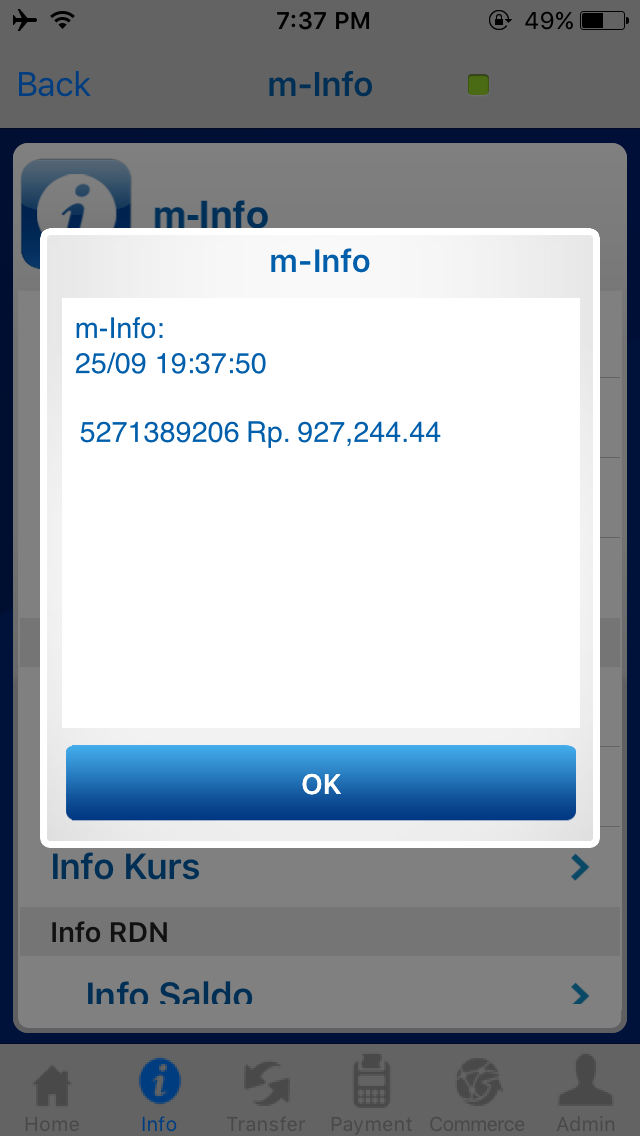 7:37 PM
49%
Back
m-Info
m-Info
m-Info
m-Info:
25/09 19:37:50
5271389206 Rp. 927,244.44
OK
Info Kurs
Info RDN
Info Saldo
Home
Info
Transfer
Payment
Commerce
Admin